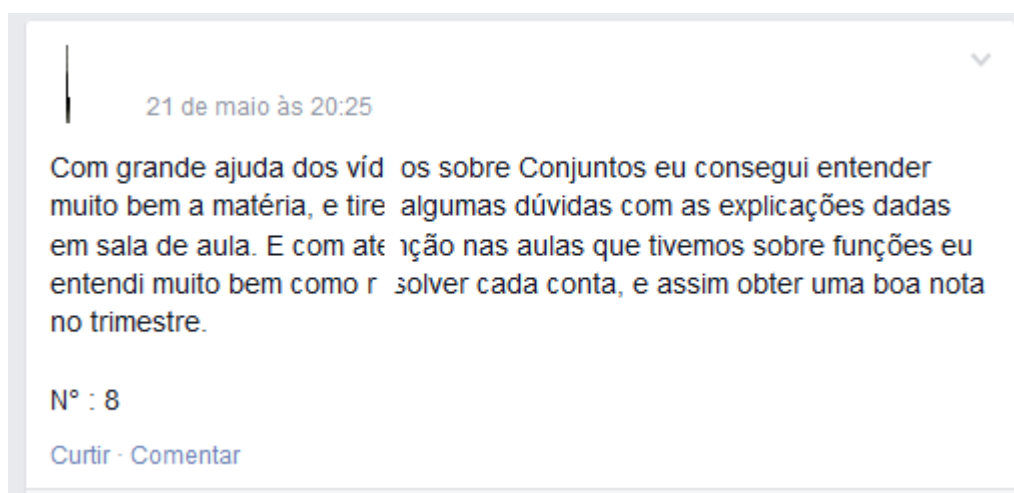 21 de maio às 20:25
Com grande ajuda dos víd os sobre Conjuntos eu consegui entender
muito bem a matéria, e tire algumas dúvidas com as explicações dadas
em sala de aula. E com atenção nas aulas que tivemos sobre funções eu
entendi muito bem como r solver cada conta, e assim obter uma boa nota
no trimestre.
N° : 8
Curtir · Comentar